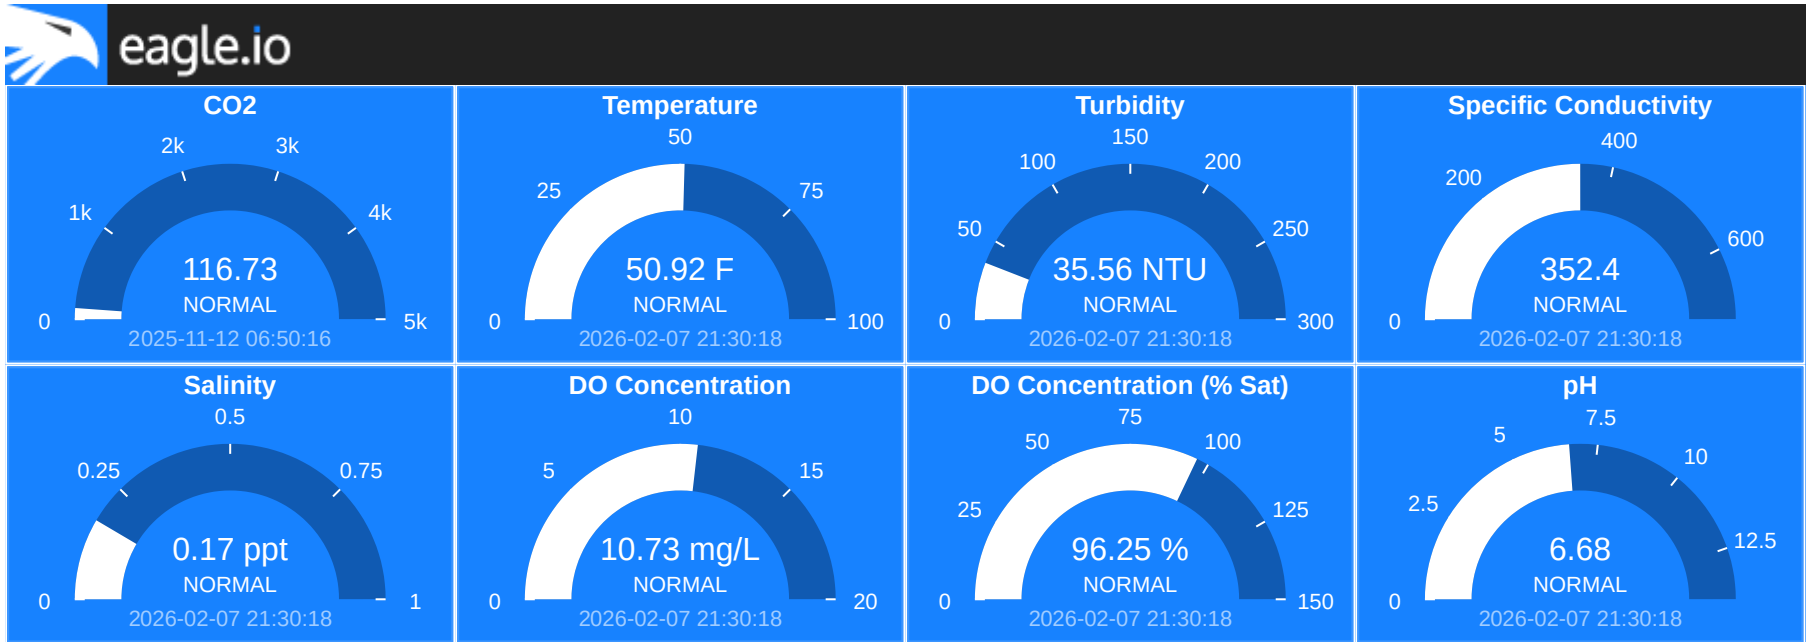 eagle.io
CO2
0
1k
2k
3k
4k
5k
116.73
NORMAL
2025-11-12 06:50:16
Temperature
0
25
50
75
100
50.92 F
NORMAL
2026-02-07 21:30:18
Turbidity
0
50
100
150
200
250
300
35.56 NTU
NORMAL
2026-02-07 21:30:18
Specific Conductivity
0
200
400
600
352.4
NORMAL
2026-02-07 21:30:18
Salinity
0
0.25
0.5
0.75
1
0.17 ppt
NORMAL
2026-02-07 21:30:18
DO Concentration
0
5
10
15
20
10.73 mg/L
NORMAL
2026-02-07 21:30:18
DO Concentration (% Sat)
0
25
50
75
100
125
150
96.25 %
NORMAL
2026-02-07 21:30:18
pH
0
2.5
5
7.5
10
12.5
6.68
NORMAL
2026-02-07 21:30:18